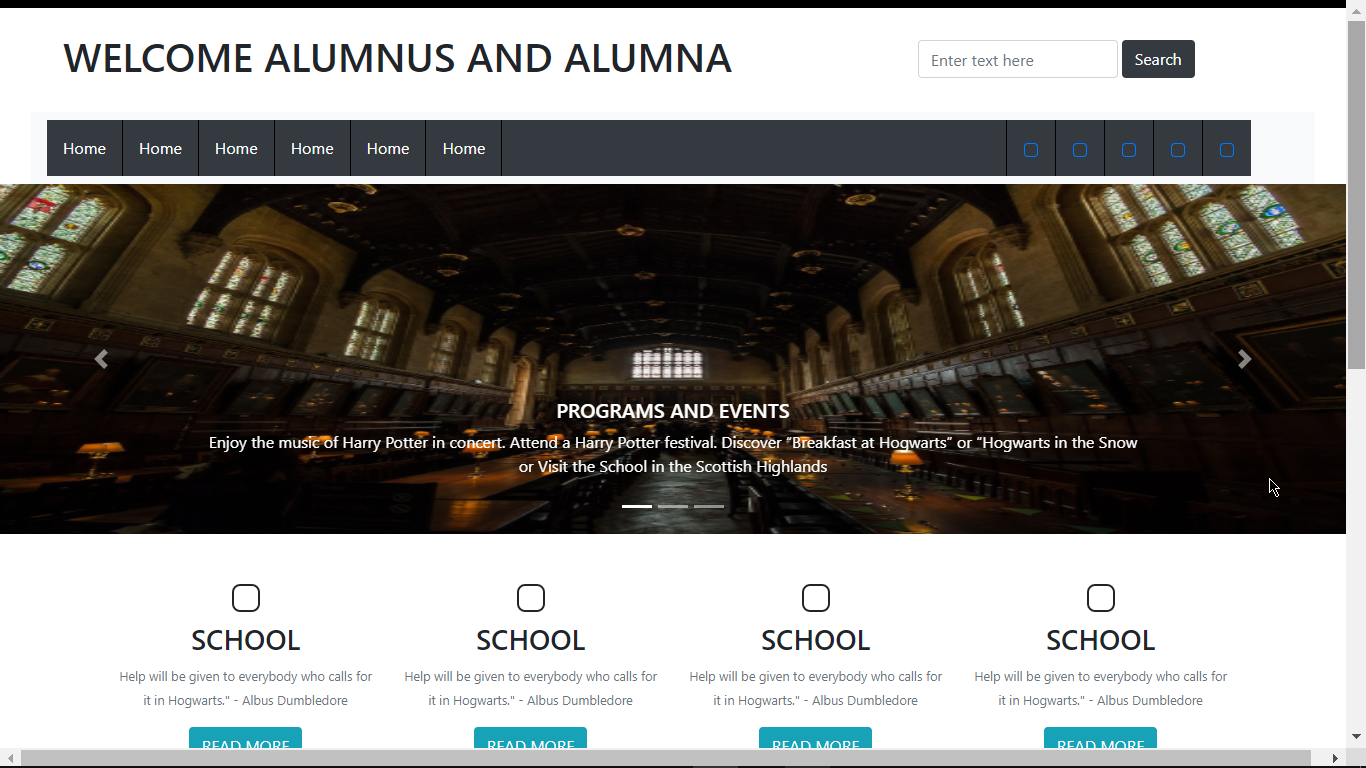 WELCOME ALUMNUS AND ALUMNA
Enter text here
Search
Home Home Home Home Home Home
PROGRAMS AND EVENTS
Enjoy the music of Harry Potter in concert. Attend a Harry Potter festival. Discover “Breakfast at Hogwarts” or “Hogwarts in the Snow
or Visit the School in the Scottish Highlands
SCHOOL
Help will be given to everybody who calls for
it in Hogwarts." - Albus Dumbledore
READ MORE
SCHOOL
Help will be given to everybody who calls for
it in Hogwarts." - Albus Dumbledore
READ MORE
SCHOOL
Help will be given to everybody who calls for
it in Hogwarts." - Albus Dumbledore
READ MORE
SCHOOL
Help will be given to everybody who calls for
it in Hogwarts." - Albus Dumbledore
READ MORE